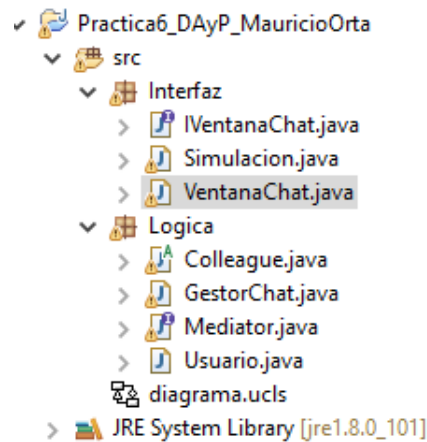 Practica6_DAyP_MauricioOrta
src
Interfaz
IVentanaChat.java
Simulacion.java
VentanaChat.java
Logica
Colleague.java
GestorChat.java
Mediator.java
Usuario.java
diagrama.ucls
JRE System Library [jre1.8.0_101]